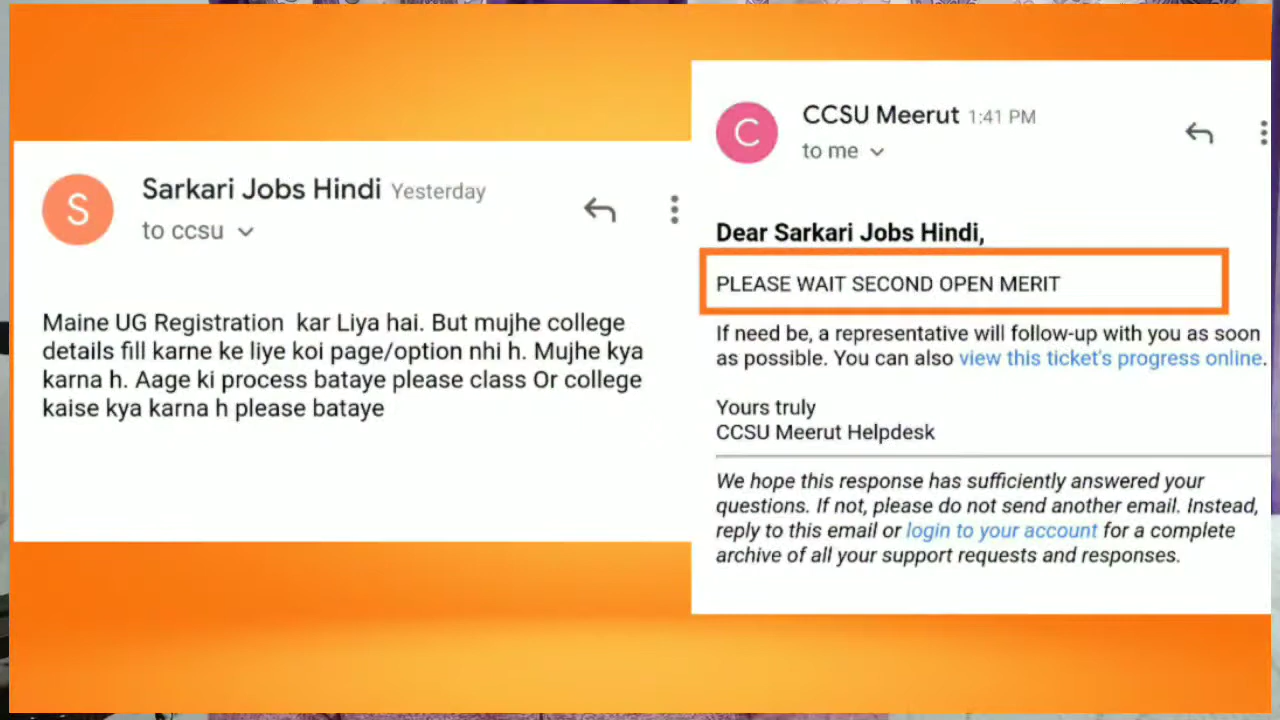 S
Sarkari Jobs Hindi Yesterday
to ccsu
Maine UG Registration kar Liya hai. But mujhe college
details fill karne ke liye koi page/option nhi h. Mujhe kya
karna h. Aage ki process bataye please class Or college
kaise kya karna h please bataye
C
CCSU Meerut 1:41 PM
to me
Dear Sarkari Jobs Hindi,
PLEASE WAIT SECOND OPEN MERIT
If need be, a representative will follow-up with you as soon
as possible. You can also view this ticket's progress online.
Yours truly
CCSU Meerut Helpdesk
We hope this response has sufficiently answered your
questions. If not, please do not send another email. Instead,
reply to this email or login to your account for a complete
archive of all your support requests and responses.